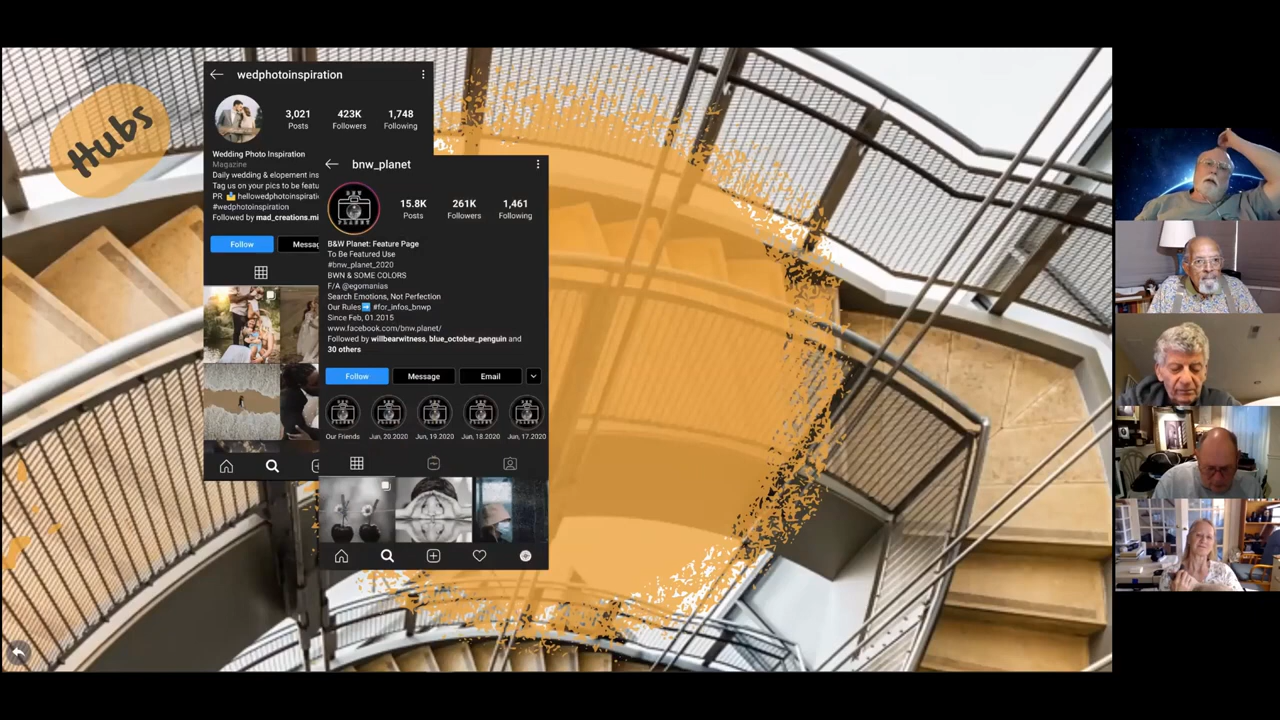 Hubs
wedphotoinspiration
3,021 423K 1,748
Posts Followers Following
Wedding Photo Inspiration
Magazine
Daily wedding & elopement ins
Tag us on your pics to be featu
PR 📩 hellowedphotoinspirati
#wedphotoinspiration
Followed by mad_creations.mi
Follow Messag
bnw_planet
15.8K 261K 1,461
Posts Followers Following
B&W Planet: Feature Page
To Be Featured Use
#bnw_planet_2020
BWN & SOME COLORS
F/A @egomanias
Search Emotions, Not Perfection
Our Rules➡️ #for_infos_bnwp
Since Feb, 01.2015
www.facebook.com/bnw.planet/
Followed by willbearwitness, blue_october_penguin and
30 others
Follow Message Email
Our Friends Jun, 20.2020 Jun, 19.2020 Jun, 18.2020 Jun, 17.2020